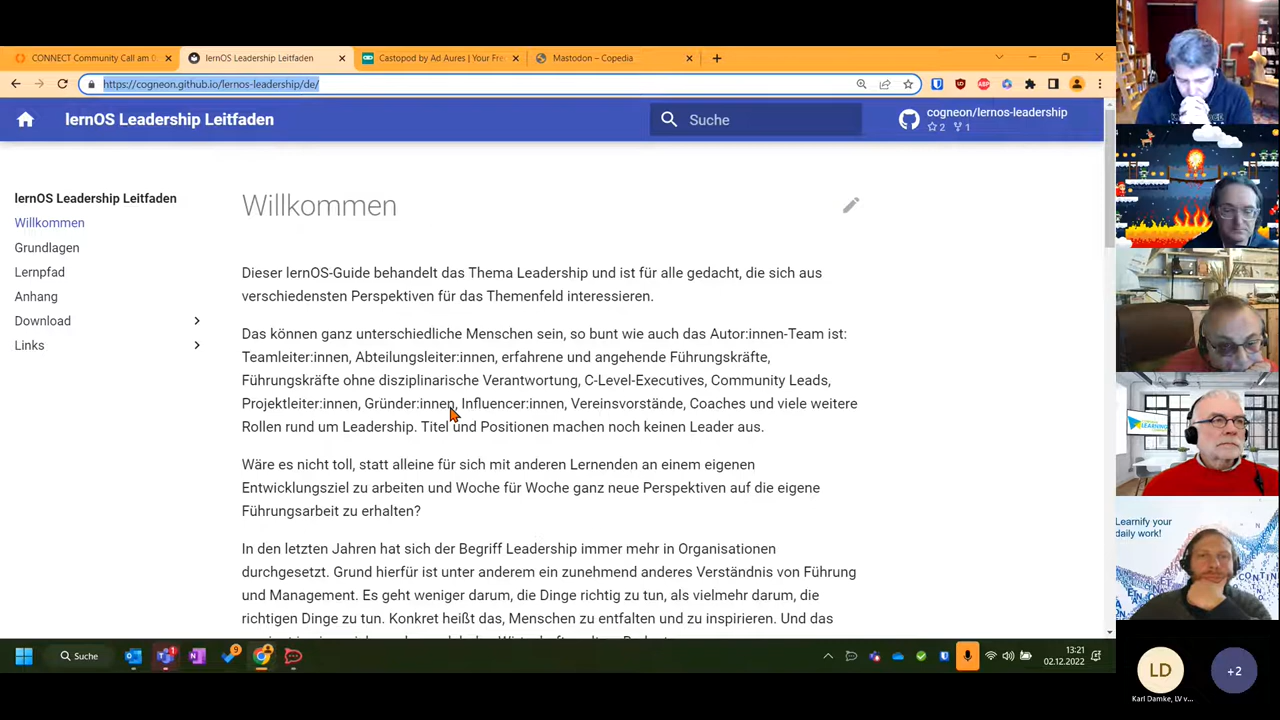 CONNECT Community Call am 0
lernOS Leadership Leitfaden
Castopod by Ad Aures | Your Fre
Mastodon – Copedia
https://cogneon.github.io/lernos-leadership/de/
lernOS Leadership Leitfaden
Suche
cogneon/lernos-leadership
2 1
lernOS Leadership Leitfaden
Willkommen
Grundlagen
Lernpfad
Anhang
Download
Links
Willkommen
Dieser lernOS-Guide behandelt das Thema Leadership und ist für alle gedacht, die sich aus
verschiedensten Perspektiven für das Themenfeld interessieren.
Das können ganz unterschiedliche Menschen sein, so bunt wie auch das Autor:innen-Team ist:
Teamleiter:innen, Abteilungsleiter:innen, erfahrene und angehende Führungskräfte,
Führungskräfte ohne disziplinarische Verantwortung, C-Level-Executives, Community Leads,
Projektleiter:innen, Gründer:innen, Influencer:innen, Vereinsvorstände, Coaches und viele weitere
Rollen rund um Leadership. Titel und Positionen machen noch keinen Leader aus.
Wäre es nicht toll, statt alleine für sich mit anderen Lernenden an einem eigenen
Entwicklungsziel zu arbeiten und Woche für Woche ganz neue Perspektiven auf die eigene
Führungsarbeit zu erhalten?
In den letzten Jahren hat sich der Begriff Leadership immer mehr in Organisationen
durchgesetzt. Grund hierfür ist unter anderem ein zunehmend anderes Verständnis von Führung
und Management. Es geht weniger darum, die Dinge richtig zu tun, als vielmehr darum, die
richtigen Dinge zu tun. Konkret heißt das, Menschen zu entfalten und zu inspirieren. Und das
Suche
13:21
02.12.2022
LEARNING
Learnify your
daily work!
LD
+2
Karl Damke, LV v...